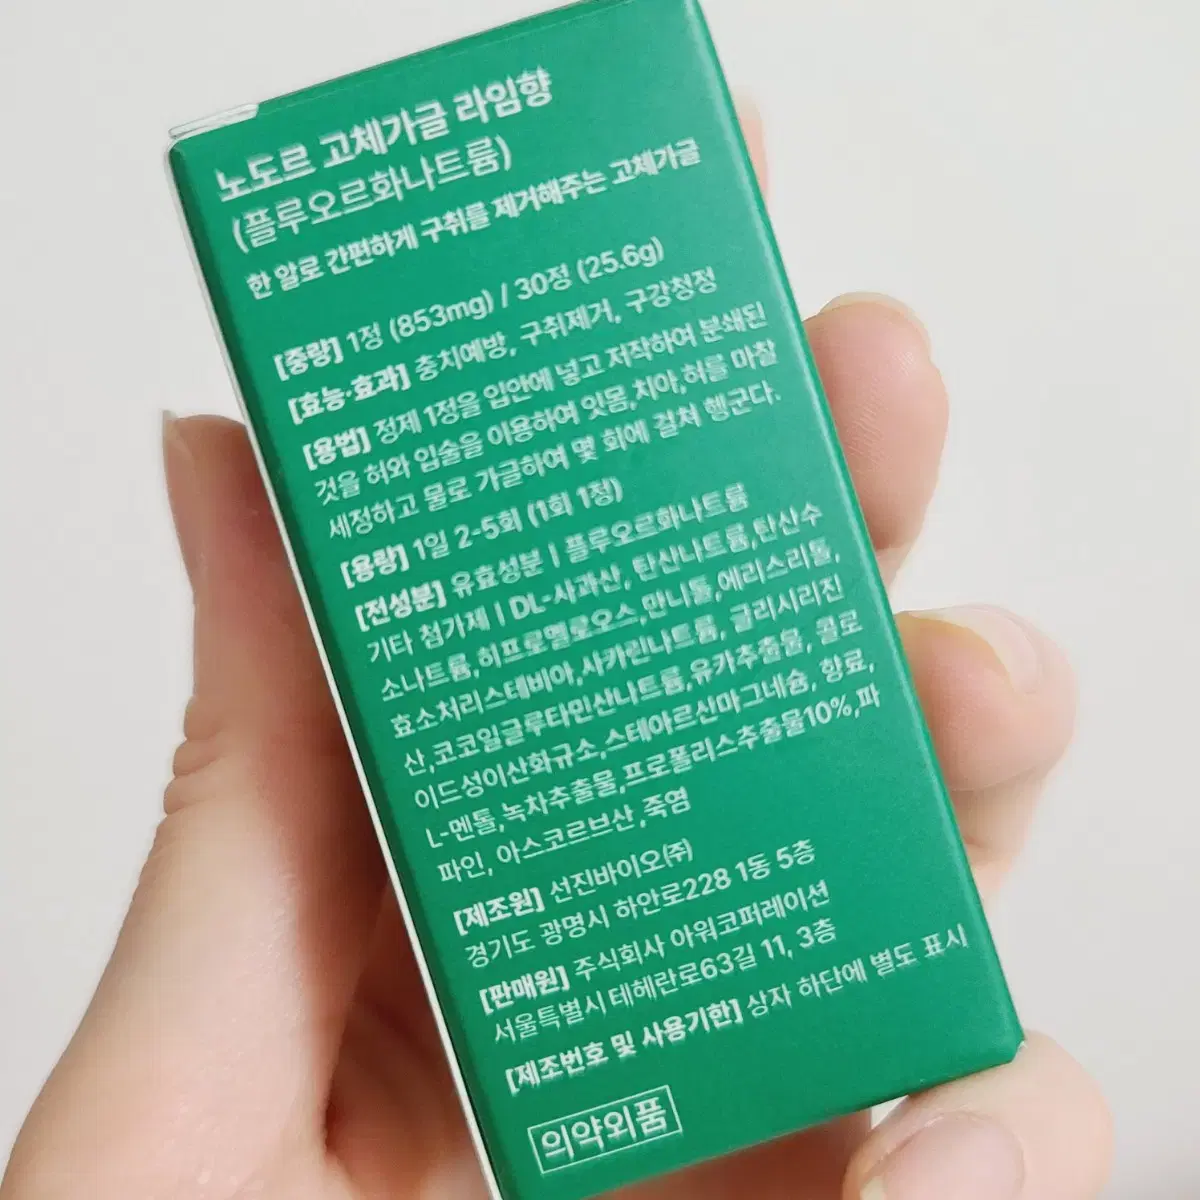 노도르 고체가글 라임향
(플루오르화나트륨)
한 알로 간편하게 구취를 제거해주는 고체가글
[중량] 1정 (853mg) / 30정 (25.6g)
[효능·효과] 충치예방, 구취제거, 구강청정
[용법] 정제 1정을 입안에 넣고 저작하여 분쇄된
것을 혀와 입술을 이용하여 잇몸,치아,혀를 마찰
세정하고 물로 가글하여 몇 회에 걸쳐 헹군다.
[용량] 1일 2-5회 (1회 1정)
[전성분] 유효성분 | 플루오르화나트륨
기타 첨가제 | DL-사과산, 탄산나트륨,탄산수
소나트륨, 히프로멜로오스,만니톨,에리스리톨,
효소처리스테비아,사카린나트륨, 글리시리진
산,코코일글루타민산나트륨,유카추출물, 콜로
이드성이산화규소,스테아르산마그네슘, 향료,
L-멘톨,녹차추출물,프로폴리스추출물10%,파
파인, 아스코르브산,죽염
[제조원] 선진바이오㈜
경기도 광명시 하안로228 1동 5층
[판매원] 주식회사 아워코퍼레이션
서울특별시 테헤란로63길 11, 3층
[제조번호 및 사용기한] 상자 하단에 별도 표시
의약외품